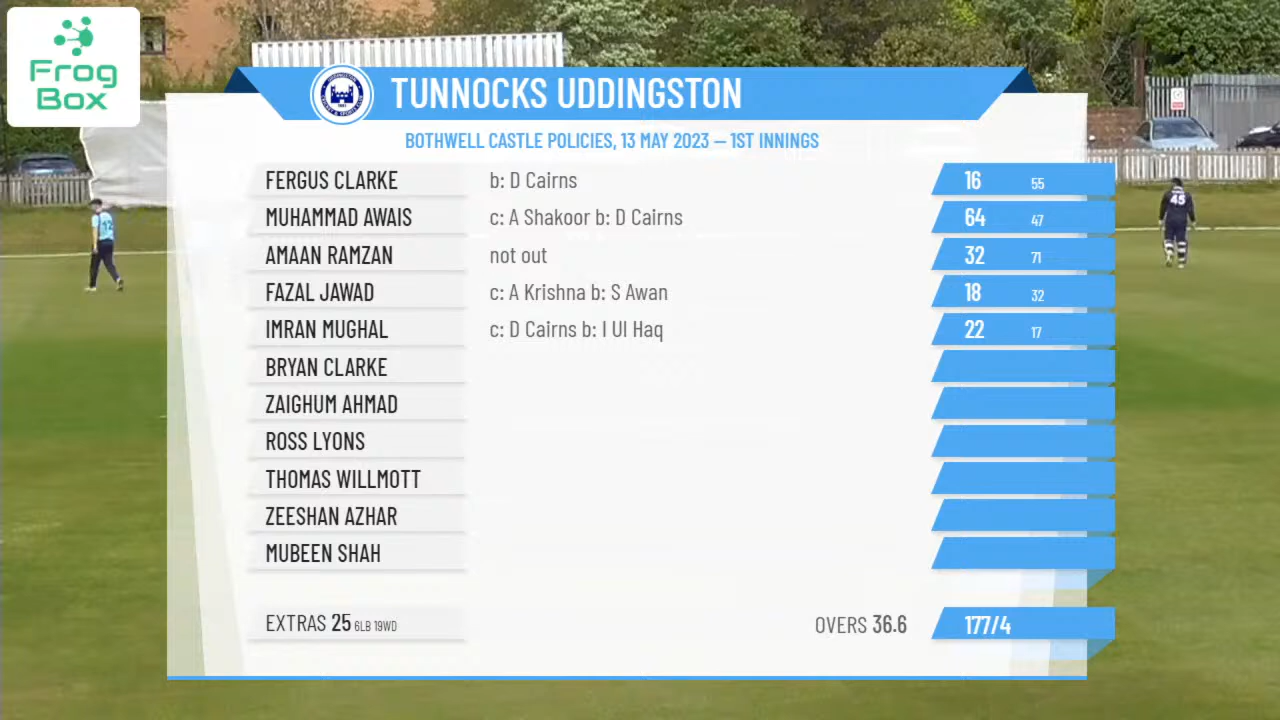 Frog
Box
TUNNOCKS UDDINGSTON
BOTHWELL CASTLE POLICIES, 13 MAY 2023 – 1ST INNINGS
FERGUS CLARKE b: D Cairns 16 55
MUHAMMAD AWAIS c: A Shakoor b: D Cairns 64 47
AMAAN RAMZAN not out 32 71
FAZAL JAWAD c: A Krishna b: S Awan 18 32
IMRAN MUGHAL c: D Cairns b: I Ul Haq 22 17
BRYAN CLARKE
ZAIGHUM AHMAD
ROSS LYONS
THOMAS WILLMOTT
ZEESHAN AZHAR
MUBEEN SHAH
EXTRAS 25 6LB 19WD OVERS 36.6 177/4
12
45